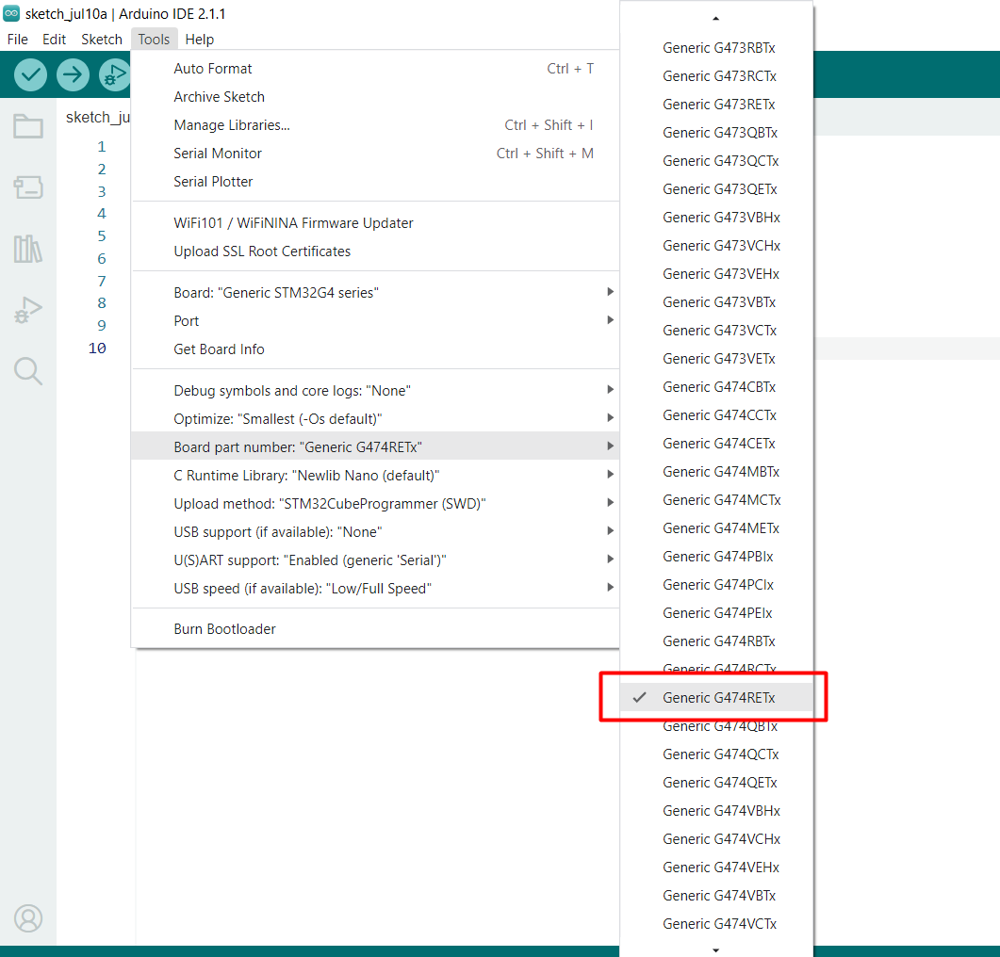 sketch_jul10a | Arduino IDE 2.1.1
File Edit Sketch Tools Help
sketch_ju
1
2
3
4
5
6
7
8
9
10
Auto Format Ctrl + T
Archive Sketch
Manage Libraries... Ctrl + Shift + I
Serial Monitor Ctrl + Shift + M
Serial Plotter
WiFi101 / WiFiNINA Firmware Updater
Upload SSL Root Certificates
Board: "Generic STM32G4 series"
Port
Get Board Info
Debug symbols and core logs: "None"
Optimize: "Smallest (-Os default)"
Board part number: "Generic G474RETx"
C Runtime Library: "Newlib Nano (default)"
Upload method: "STM32CubeProgrammer (SWD)"
USB support (if available): "None"
U(S)ART support: "Enabled (generic 'Serial')"
USB speed (if available): "Low/Full Speed"
Burn Bootloader
Generic G473RBTx
Generic G473RCTx
Generic G473RETx
Generic G473QBTx
Generic G473QCTx
Generic G473QETx
Generic G473VBHx
Generic G473VCHx
Generic G473VEHx
Generic G473VBTx
Generic G473VCTx
Generic G473VETx
Generic G474CBTx
Generic G474CCTx
Generic G474CETx
Generic G474MBTx
Generic G474MCTx
Generic G474METx
Generic G474PBIx
Generic G474PCIx
Generic G474PEIx
Generic G474RBTx
Generic G474RCTx
Generic G474RETx
Generic G474QBTx
Generic G474QCTx
Generic G474QETx
Generic G474VBHx
Generic G474VCHx
Generic G474VEHx
Generic G474VBTx
Generic G474VCTx